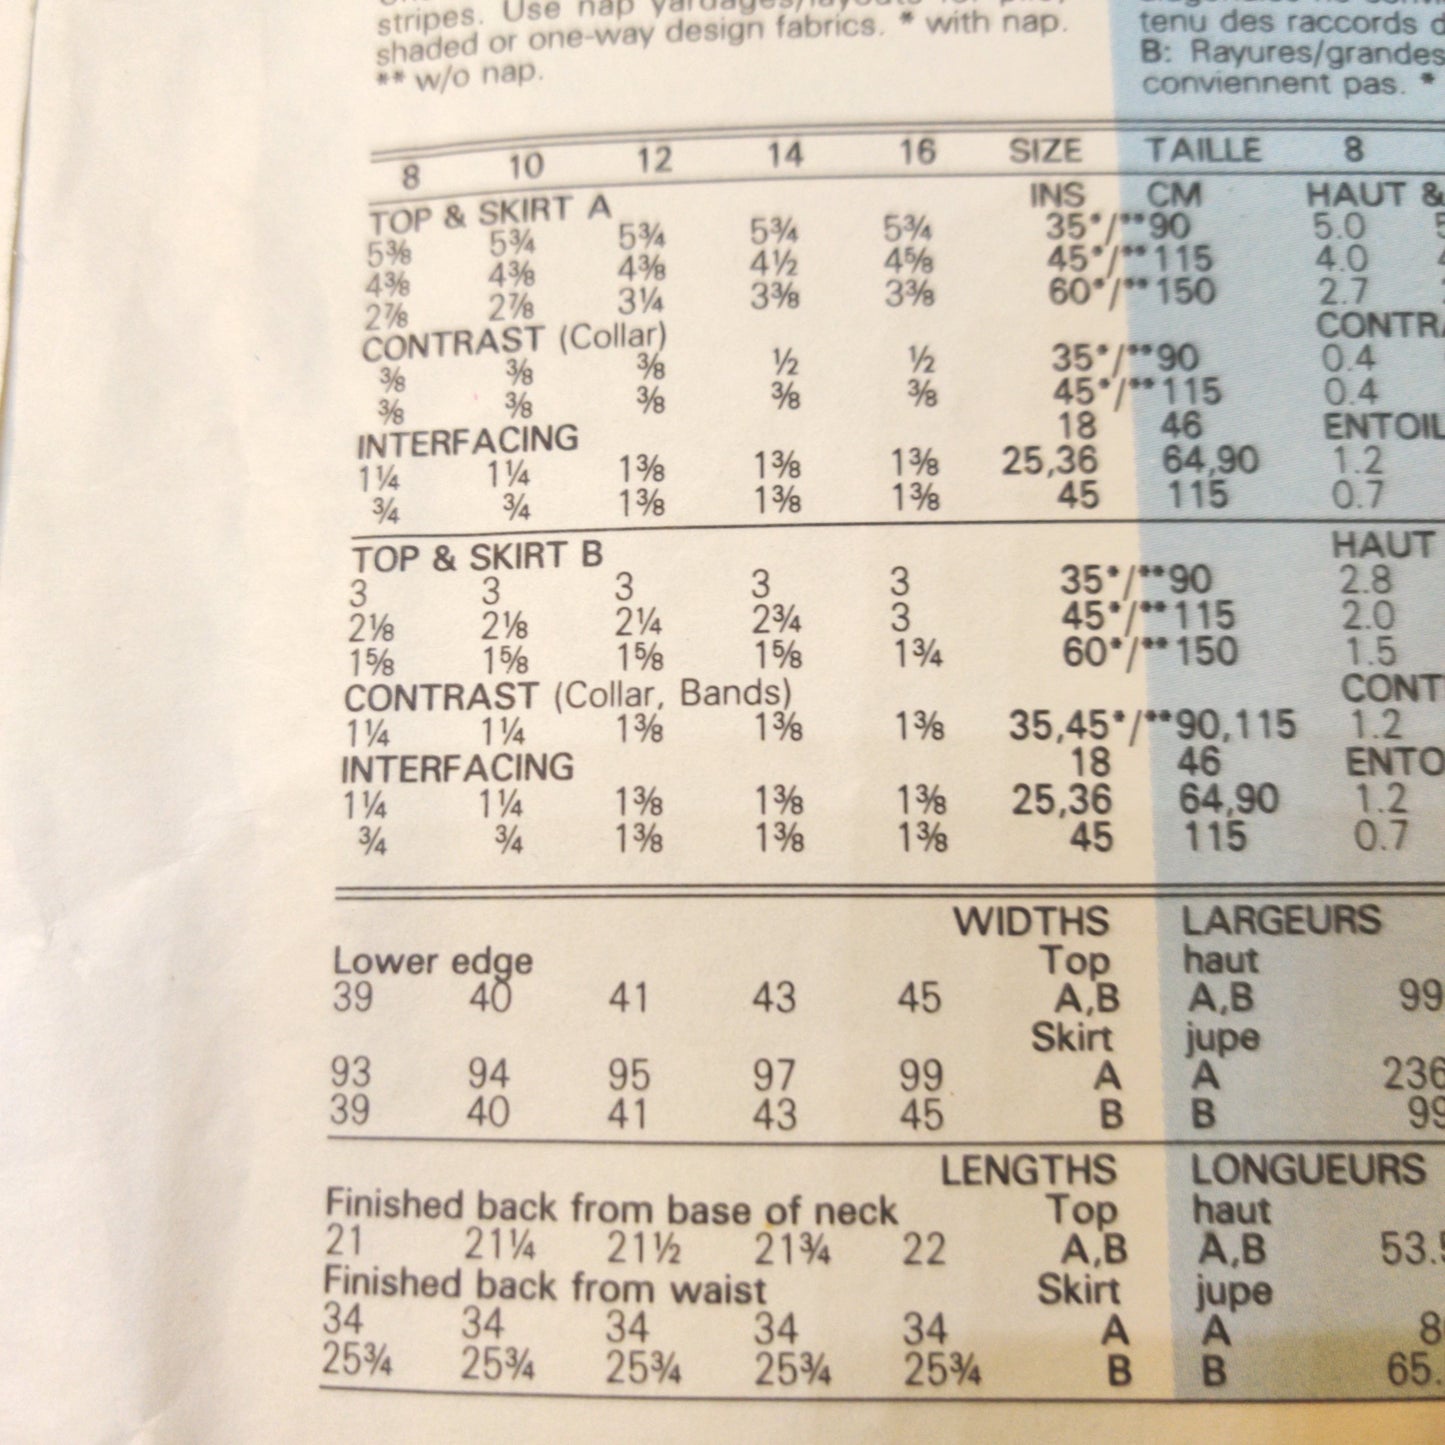 stripes. Use nap yardages/layouts for pile, tenu des raccords d
shaded or one-way design fabrics. * with nap. B: Rayures/grandes
** w/o nap. conviennent pas. *
8 10 12 14 16 SIZE TAILLE 8
TOP & SKIRT A INS CM HAUT &
5⅜ 5¾ 5¾ 5¾ 5¾ 35*/**90 5.0
4⅜ 4⅜ 4⅜ 4½ 4⅝ 45*/**115 4.0
2⅞ 2⅞ 3¼ 3⅜ 3⅜ 60*/**150 2.7
CONTRAST (Collar) CONTRA
⅜ ⅜ ⅜ ½ ½ 35*/**90 0.4
⅜ ⅜ ⅜ ⅜ ⅜ 45*/**115 0.4
INTERFACING 18 46 ENTOIL
1¼ 1¼ 1⅜ 1⅜ 1⅜ 25,36 64,90 1.2
¾ ¾ 1⅜ 1⅜ 1⅜ 45 115 0.7
TOP & SKIRT B HAUT
3 3 3 3 3 35*/**90 2.8
2⅛ 2⅛ 2¼ 2¾ 3 45*/**115 2.0
1⅝ 1⅝ 1⅝ 1⅝ 1¾ 60*/**150 1.5
CONTRAST (Collar, Bands) CONT
1¼ 1¼ 1⅜ 1⅜ 1⅜ 35,45*/**90,115 1.2
INTERFACING 18 46 ENTO
1¼ 1¼ 1⅜ 1⅜ 1⅜ 25,36 64,90 1.2
¾ ¾ 1⅜ 1⅜ 1⅜ 45 115 0.7
WIDTHS LARGEURS
Lower edge Top haut
39 40 41 43 45 A,B A,B 99
Skirt jupe
93 94 95 97 99 A A 236
39 40 41 43 45 B B 99
LENGTHS LONGUEURS
Finished back from base of neck Top haut
21 21¼ 21½ 21¾ 22 A,B A,B 53.5
Finished back from waist Skirt jupe
34 34 34 34 34 A A 8
25¾ 25¾ 25¾ 25¾ 25¾ B B 65.